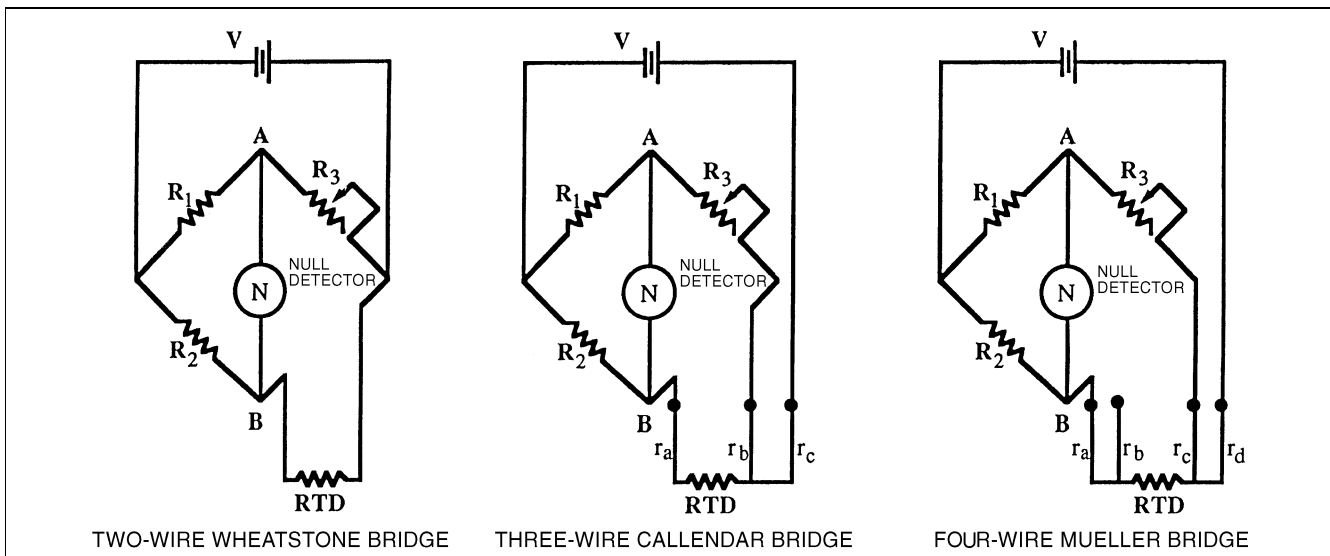 V
A
R3
R1
NULL
DETECTOR
N
R2
B
RTD
TWO-WIRE WHEATSTONE BRIDGE
V
A
R3
R1
NULL
DETECTOR
N
R2
B
ra
rb
rc
RTD
THREE-WIRE CALLENDAR BRIDGE
V
A
R3
R1
NULL
DETECTOR
N
R2
B
ra
rb
rc
rd
RTD
FOUR-WIRE MUELLER BRIDGE